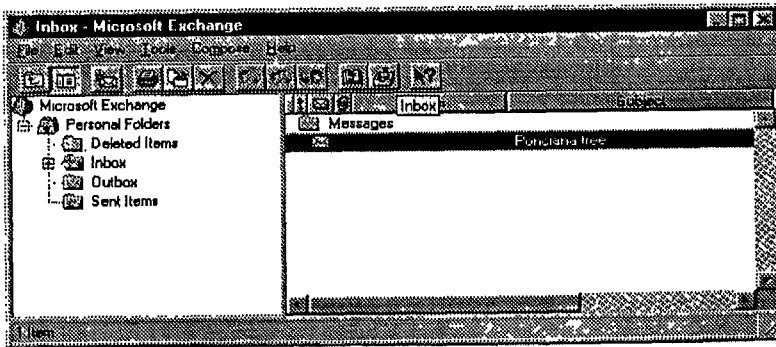 Inbox - Microsoft Exchange
File Edit View Tools Compose Help
Microsoft Exchange
Personal Folders
Deleted Items
Inbox
Outbox
Sent Items
Inbox
Subject
Messages
Ponciana tree
1 Item